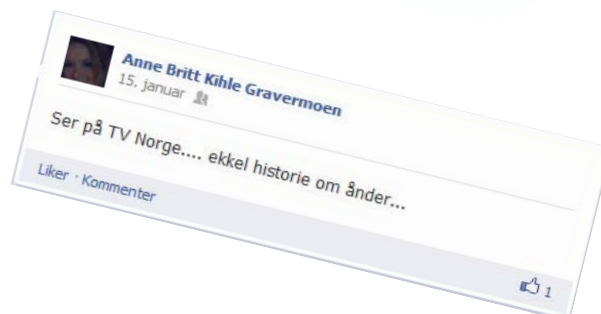 Anne Britt Kihle Gravermoen
15. januar
Ser på TV Norge.... ekkel historie om ånder...
Liker · Kommenter
1